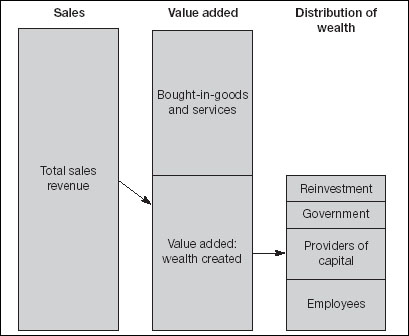 Sales
Value added
Distribution of
wealth
Total sales
revenue
Bought-in-goods
and services
Value added:
wealth created
Reinvestment
Government
Providers of
capital
Employees